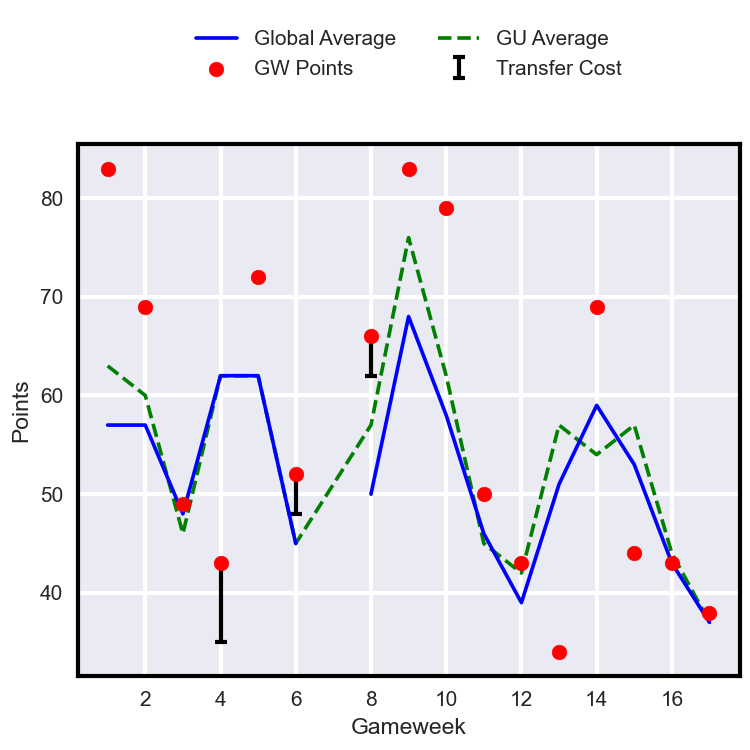 Global Average GU Average
GW Points Transfer Cost
80
70
60
50
40
Points
2 4 6 8 10 12 14 16
Gameweek